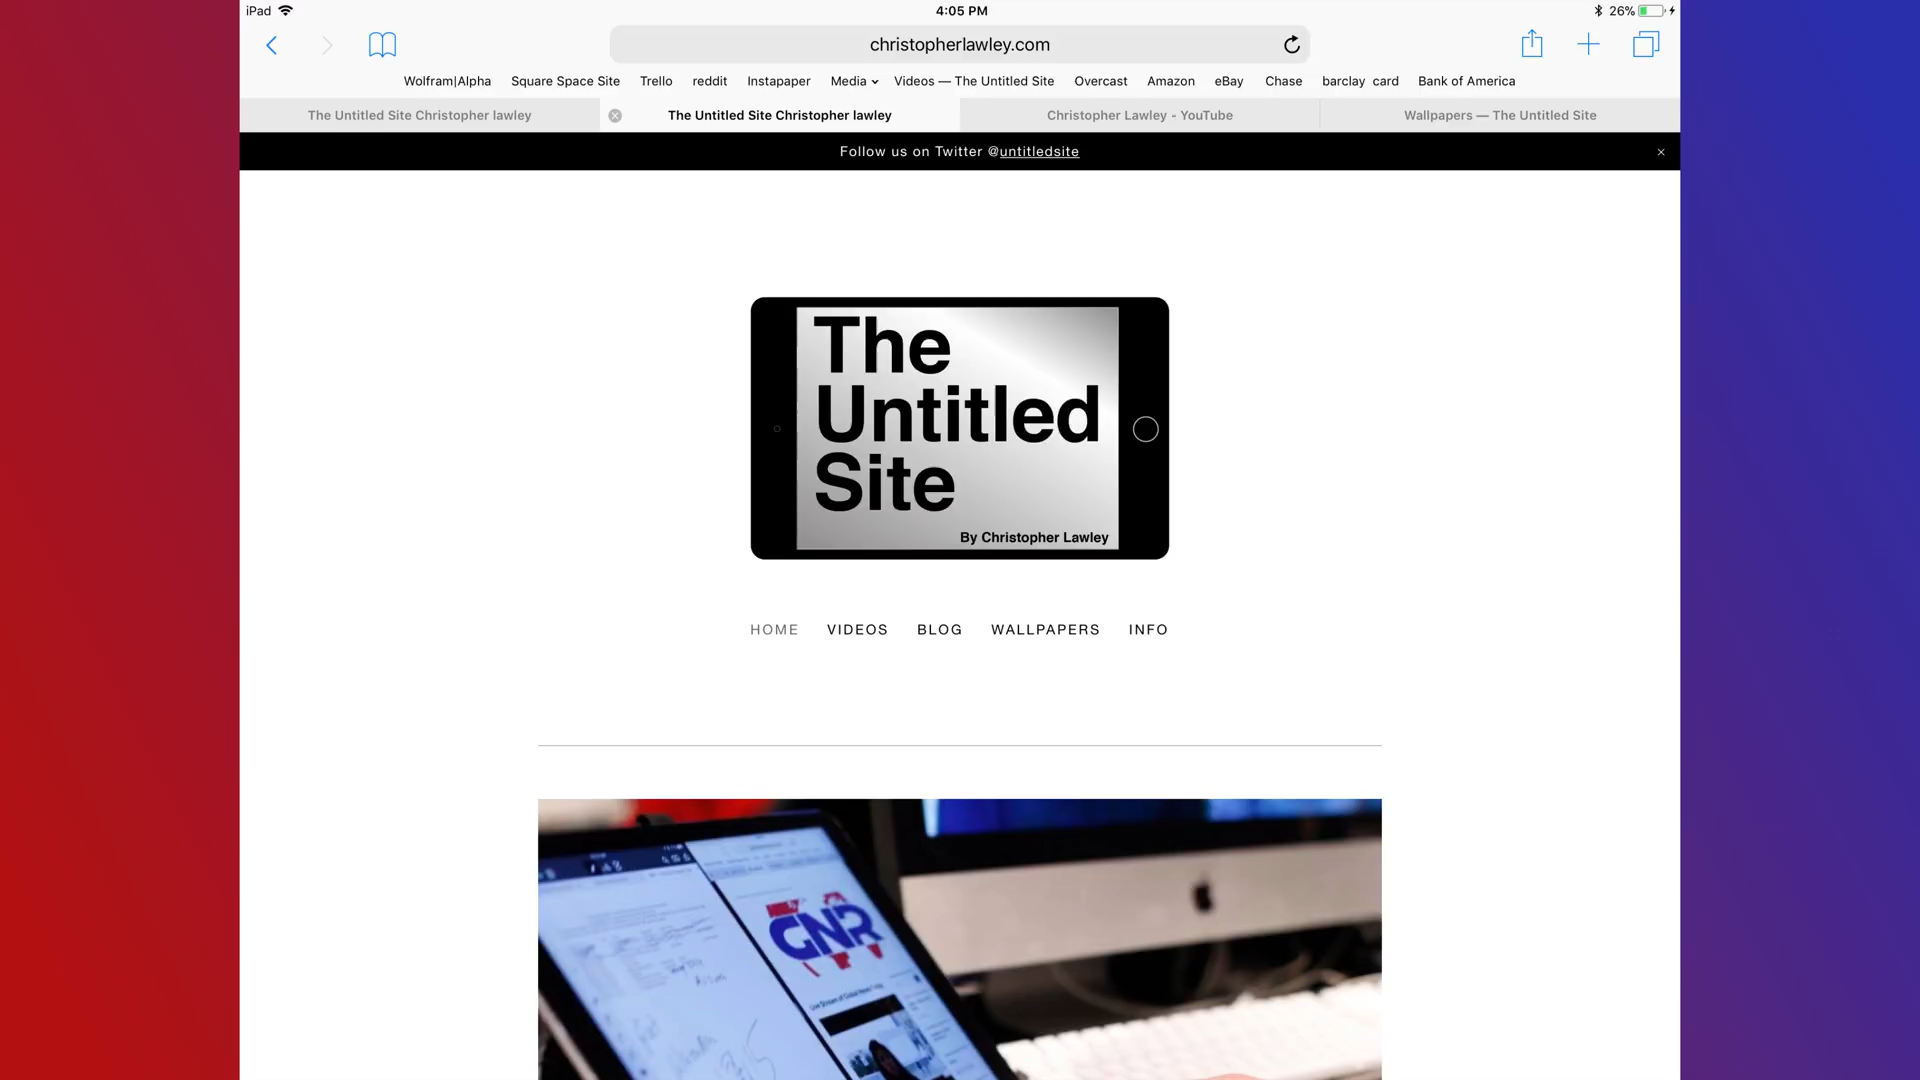 iPad 4:05 PM 26%
christopherlawley.com
Wolfram|Alpha Square Space Site Trello reddit Instapaper Media Videos — The Untitled Site Overcast Amazon eBay Chase barclay card Bank of America
The Untitled Site Christopher lawley The Untitled Site Christopher lawley Christopher Lawley - YouTube Wallpapers — The Untitled Site
Follow us on Twitter @untitledsite ×
The
Untitled
Site
By Christopher Lawley
HOME VIDEOS BLOG WALLPAPERS INFO
GNR